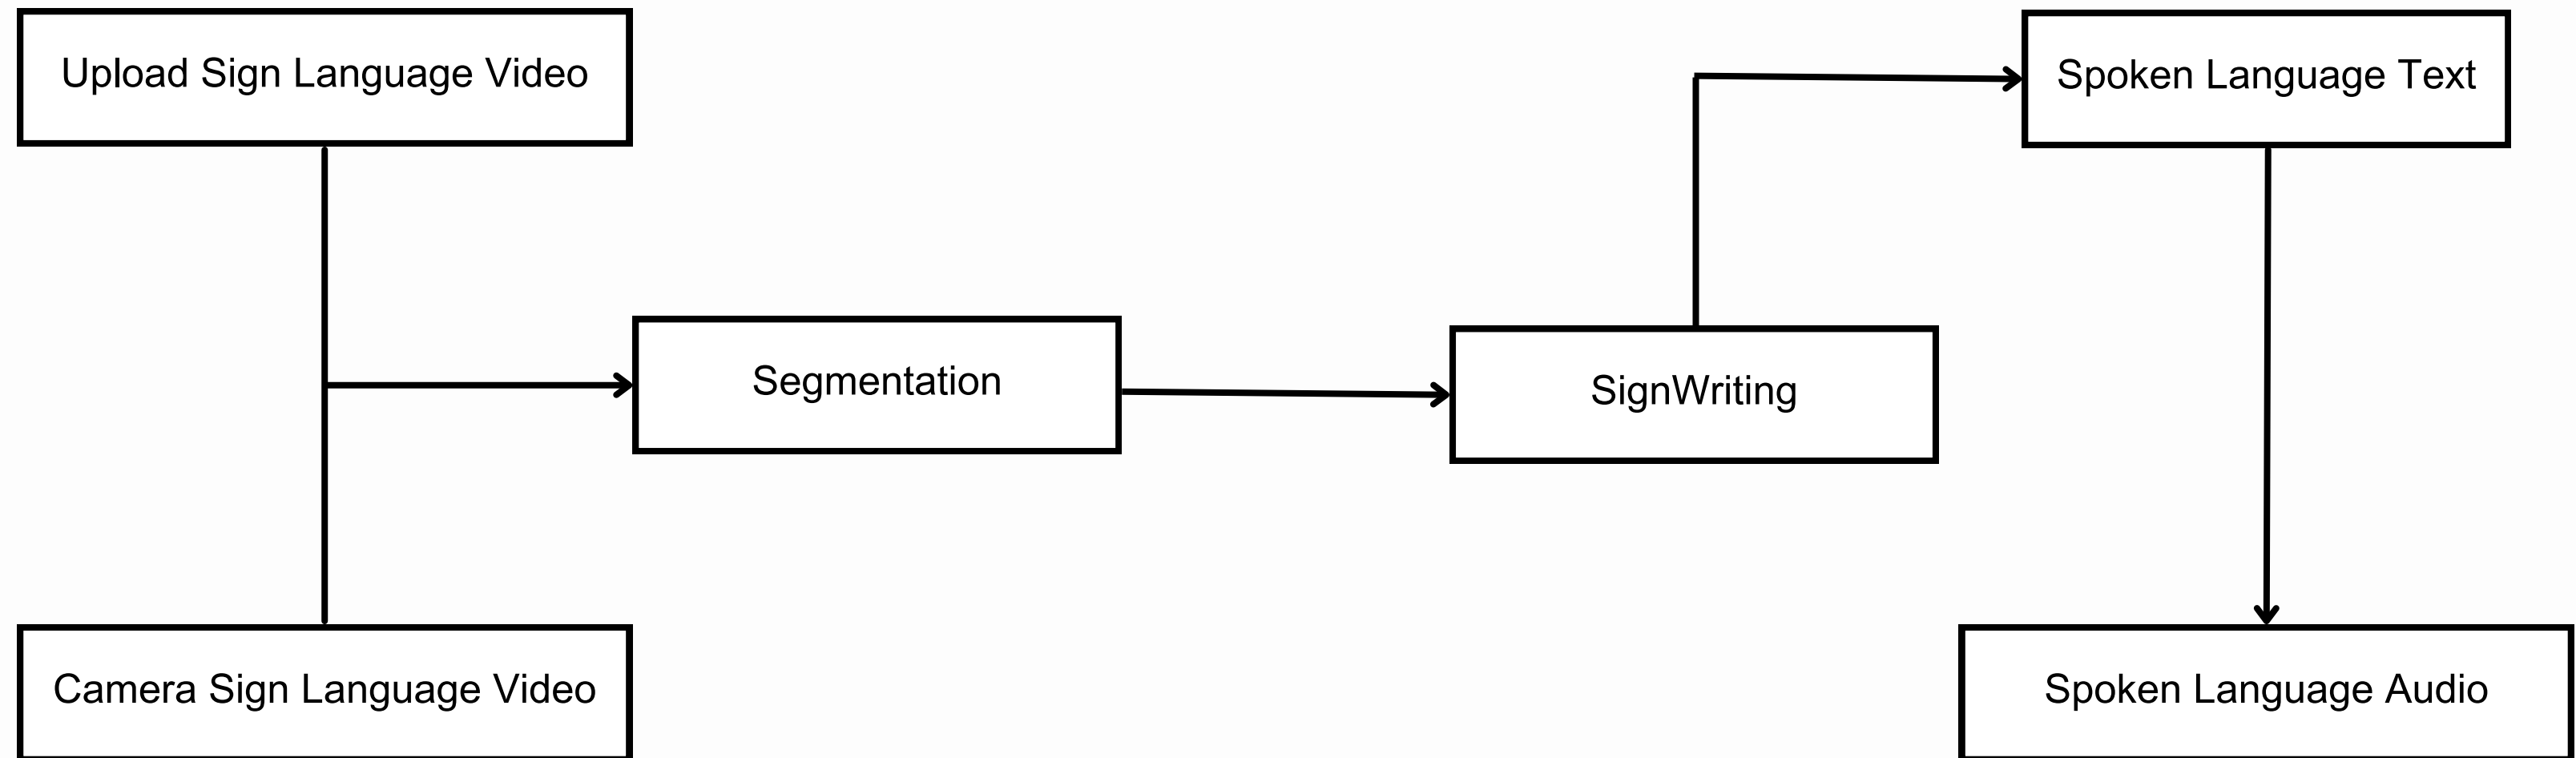 Upload Sign Language Video
Spoken Language Text
Segmentation
SignWriting
Camera Sign Language Video
Spoken Language Audio